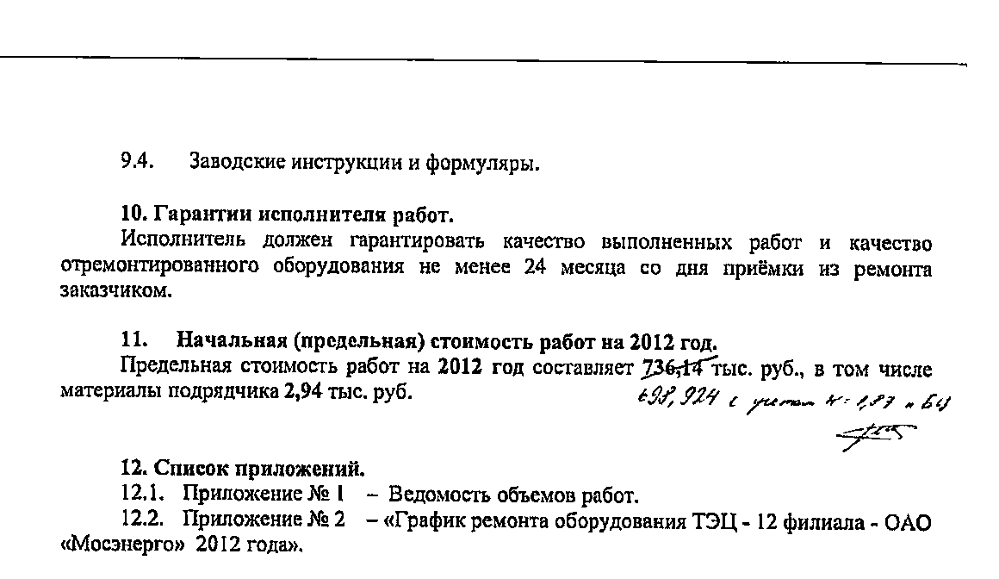 9.4. Заводские инструкции и формуляры.
10. Гарантии исполнителя работ.
Исполнитель должен гарантировать качество выполненных работ и качество
отремонтированного оборудования не менее 24 месяца со дня приёмки из ремонта
заказчиком.
11. Начальная (предельная) стоимость работ на 2012 год.
Предельная стоимость работ на 2012 год составляет 736,14 тыс. руб., в том числе
материалы подрядчика 2,94 тыс. руб.
698,924 с учетом
12. Список приложений.
12.1. Приложение № 1 – Ведомость объемов работ.
12.2. Приложение № 2 – «График ремонта оборудования ТЭЦ - 12 филиала - ОАО
«Мосэнерго» 2012 года».